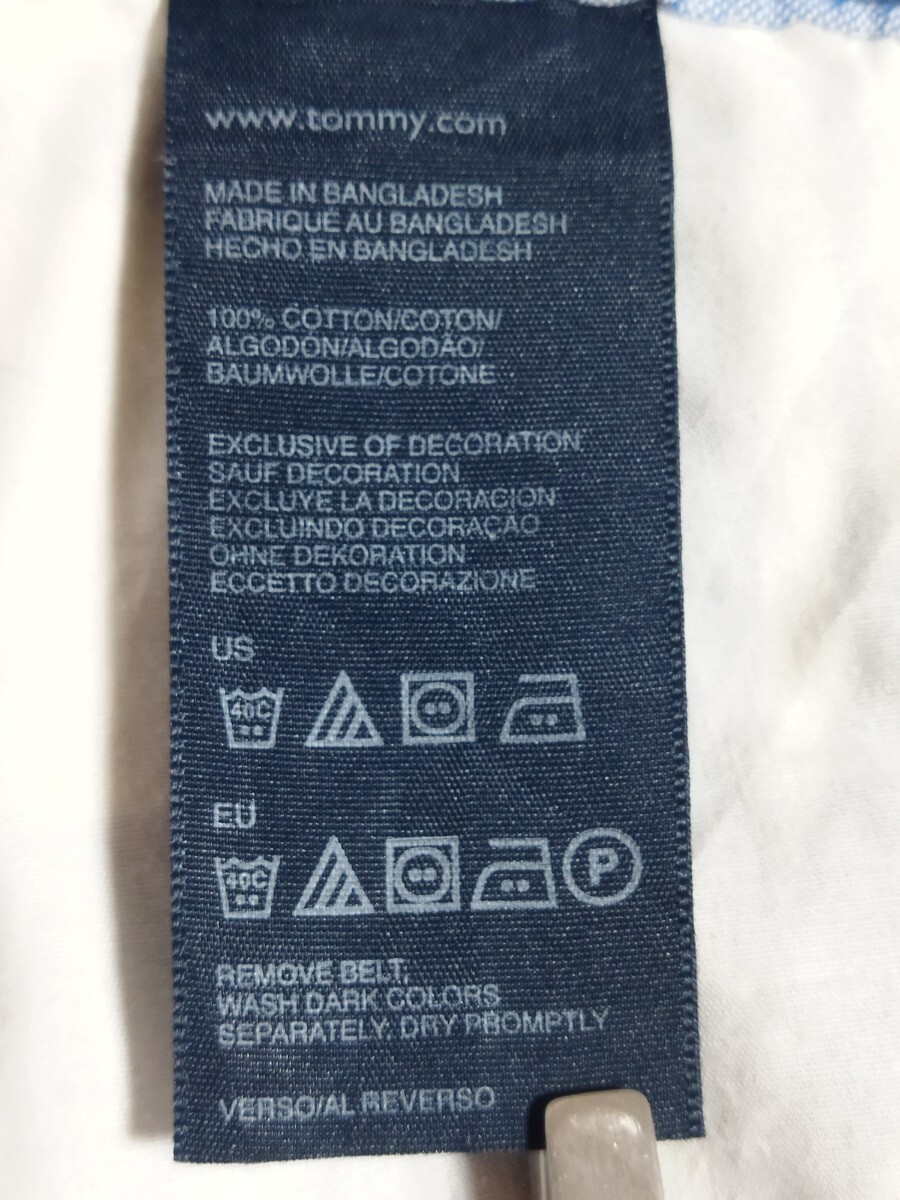 www.tommy.com
MADE IN BANGLADESH
FABRIQUE AU BANGLADESH
HECHO EN BANGLADESH
100% COTTON/COTON/
ALGODON/ALGODÃO/
BAUMWOLLE/COTONE
EXCLUSIVE OF DECORATION
SAUF DECORATION
EXCLUYE LA DECORACION
EXCLUINDO DECORAÇÃO
OHNE DEKORATION
ECCETTO DECORAZIONE
US
40C
EU
40C P
REMOVE BELT,
WASH DARK COLORS
SEPARATELY. DRY PROMPTLY
VERSO/AL REVERSO